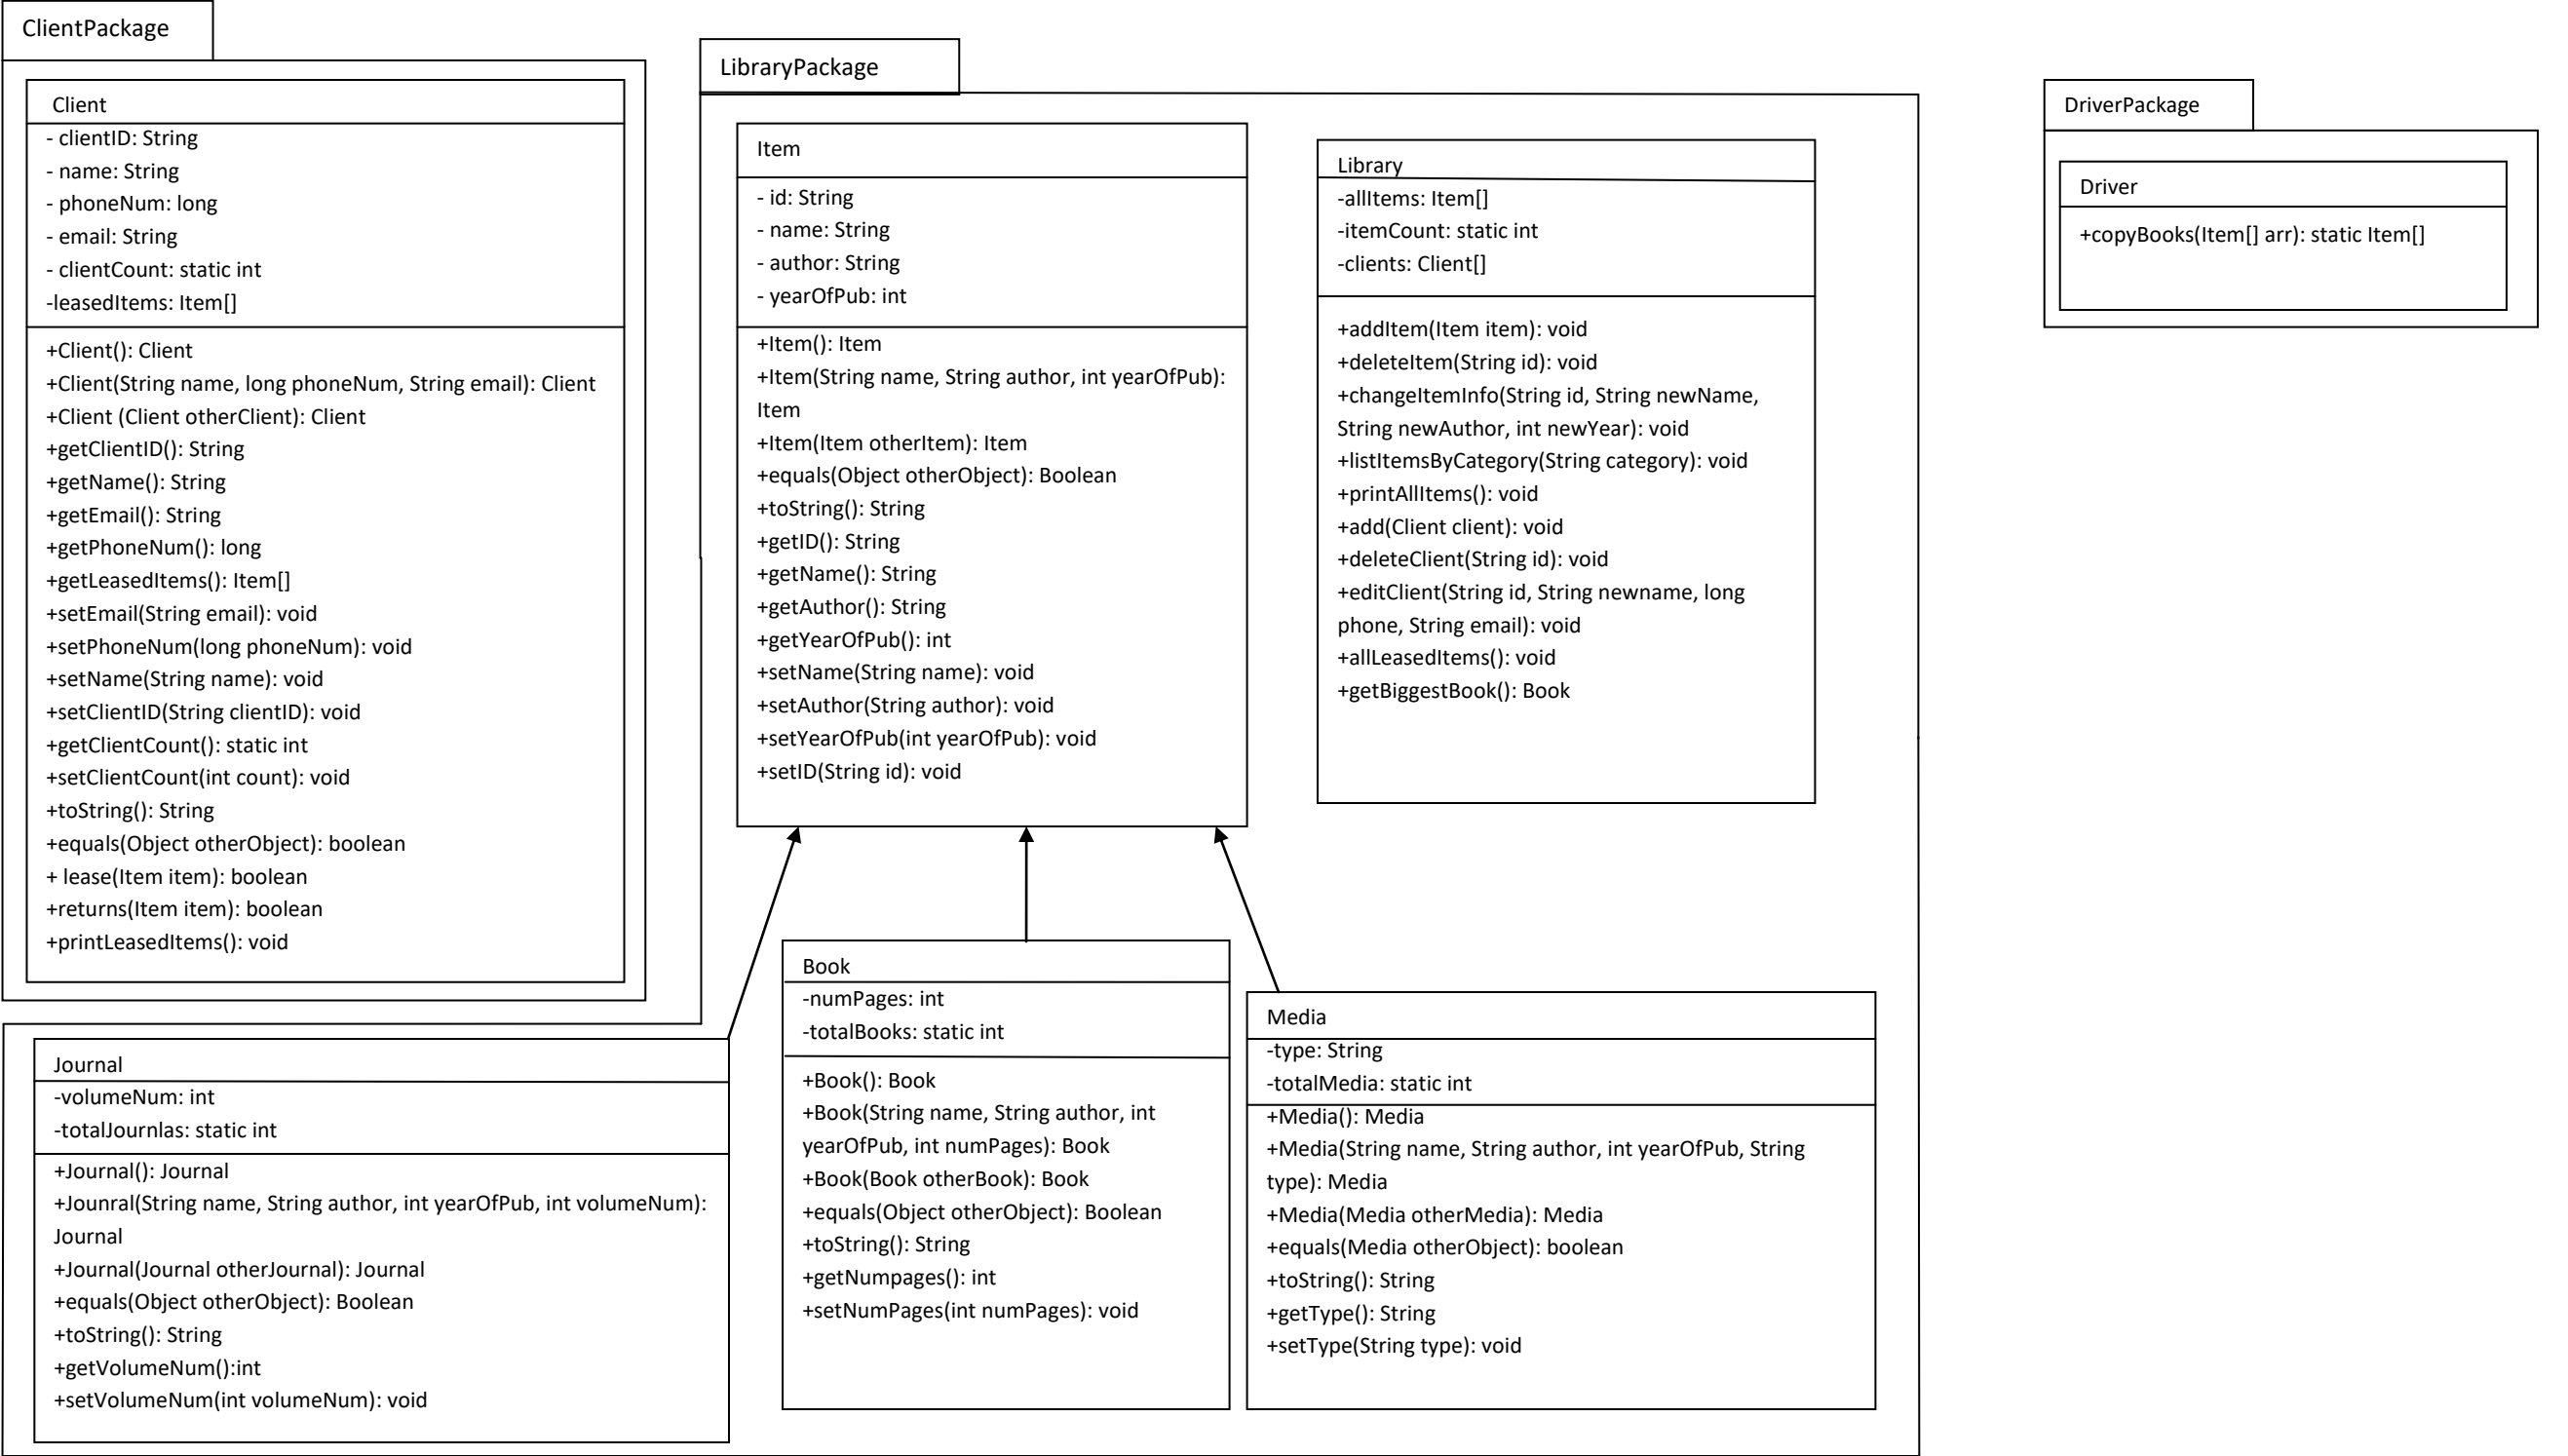 ClientPackage
Client
- clientID: String
- name: String
- phoneNum: long
- email: String
- clientCount: static int
-leasedItems: Item[]
+Client(): Client
+Client(String name, long phoneNum, String email): Client
+Client (Client otherClient): Client
+getClientID(): String
+getName(): String
+getEmail(): String
+getPhoneNum(): long
+getLeasedItems(): Item[]
+setEmail(String email): void
+setPhoneNum(long phoneNum): void
+setName(String name): void
+setClientID(String clientID): void
+getClientCount(): static int
+setClientCount(int count): void
+toString(): String
+equals(Object otherObject): boolean
+ lease(Item item): boolean
+returns(Item item): boolean
+printLeasedItems(): void
LibraryPackage
Item
- id: String
- name: String
- author: String
- yearOfPub: int
+Item(): Item
+Item(String name, String author, int yearOfPub):
Item
+Item(Item otherItem): Item
+equals(Object otherObject): Boolean
+toString(): String
+getID(): String
+getName(): String
+getAuthor(): String
+getYearOfPub(): int
+setName(String name): void
+setAuthor(String author): void
+setYearOfPub(int yearOfPub): void
+setID(String id): void
Library
-allItems: Item[]
-itemCount: static int
-clients: Client[]
+addItem(Item item): void
+deleteItem(String id): void
+changeItemInfo(String id, String newName,
String newAuthor, int newYear): void
+listItemsByCategory(String category): void
+printAllItems(): void
+add(Client client): void
+deleteClient(String id): void
+editClient(String id, String newname, long
phone, String email): void
+allLeasedItems(): void
+getBiggestBook(): Book
DriverPackage
Driver
+copyBooks(Item[] arr): static Item[]
Journal
-volumeNum: int
-totalJournlas: static int
+Journal(): Journal
+Jounral(String name, String author, int yearOfPub, int volumeNum):
Journal
+Journal(Journal otherJournal): Journal
+equals(Object otherObject): Boolean
+toString(): String
+getVolumeNum():int
+setVolumeNum(int volumeNum): void
Book
-numPages: int
-totalBooks: static int
+Book(): Book
+Book(String name, String author, int
yearOfPub, int numPages): Book
+Book(Book otherBook): Book
+equals(Object otherObject): Boolean
+toString(): String
+getNumpages(): int
+setNumPages(int numPages): void
Media
-type: String
-totalMedia: static int
+Media(): Media
+Media(String name, String author, int yearOfPub, String
type): Media
+Media(Media otherMedia): Media
+equals(Media otherObject): boolean
+toString(): String
+getType(): String
+setType(String type): void